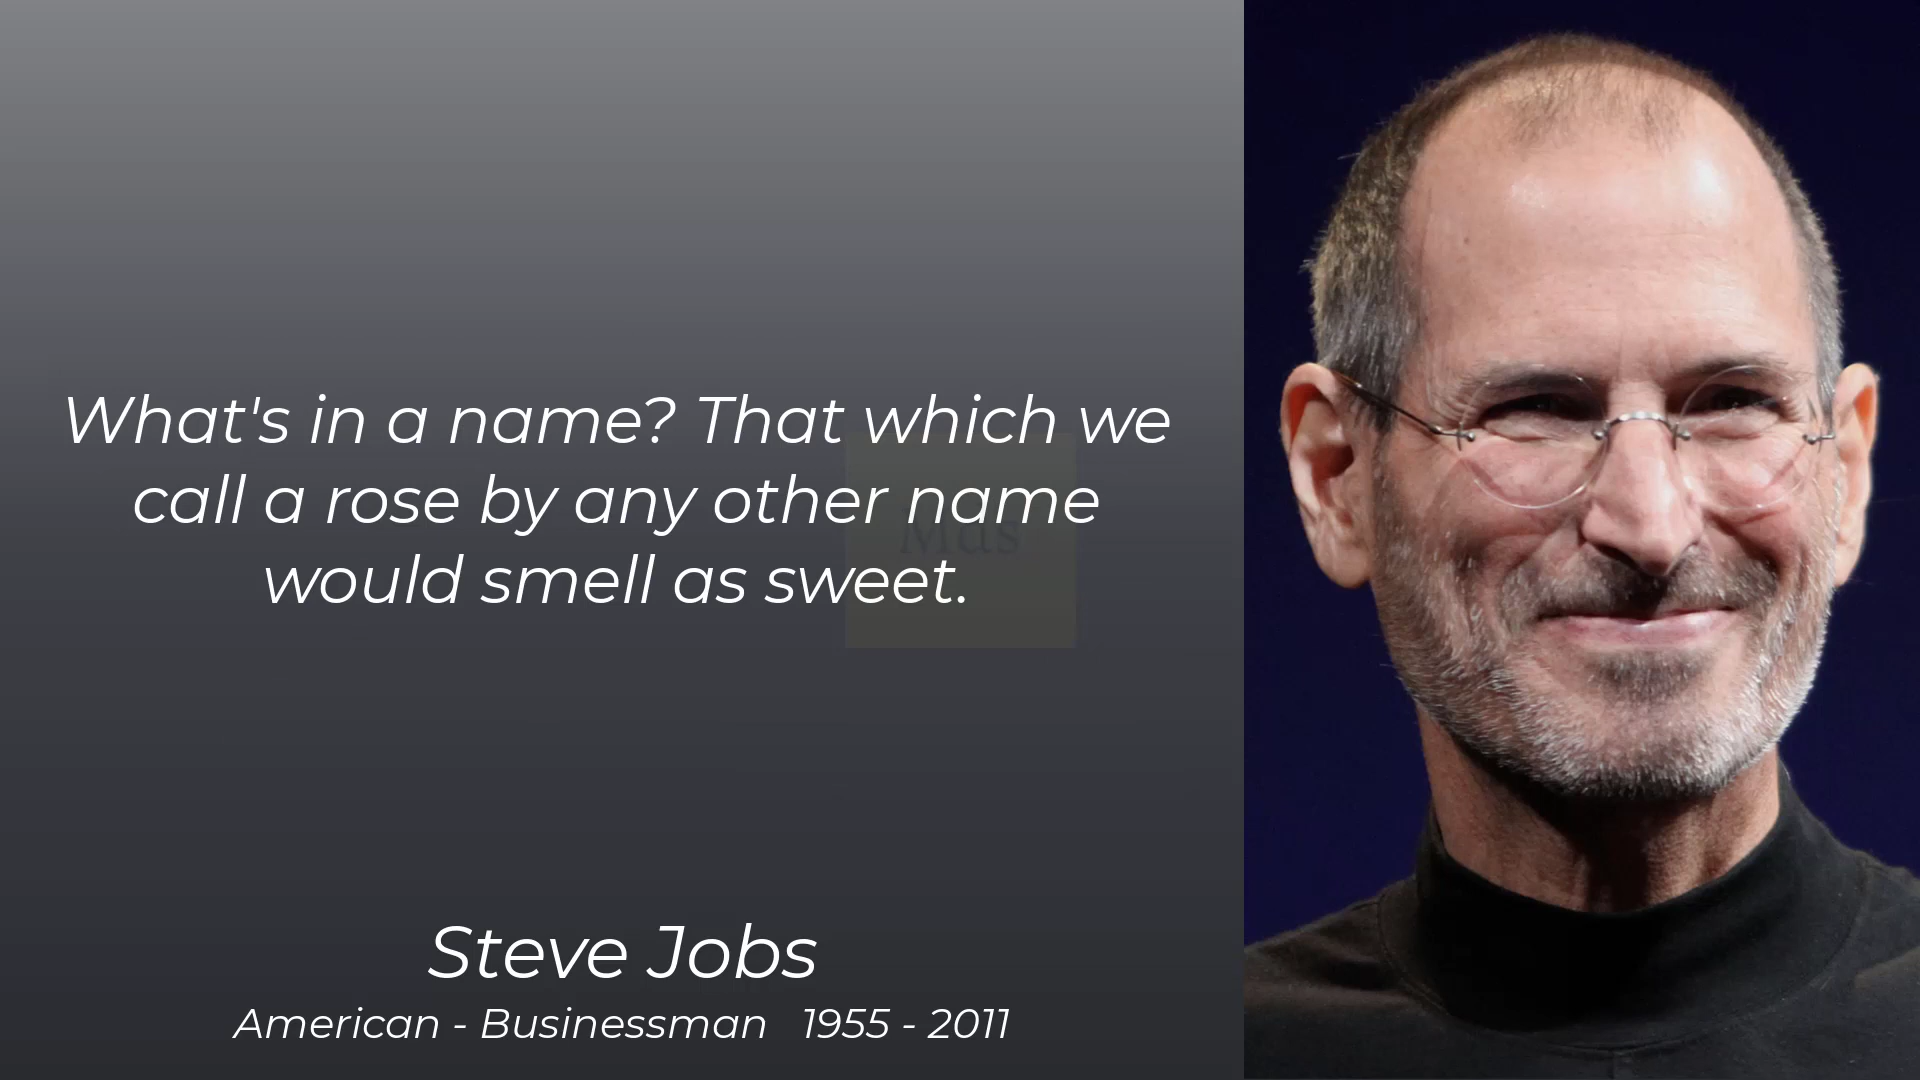 What's in a name? That which we
call a rose by any other name
would smell as sweet.
Steve Jobs
American - Businessman 1955 - 2011